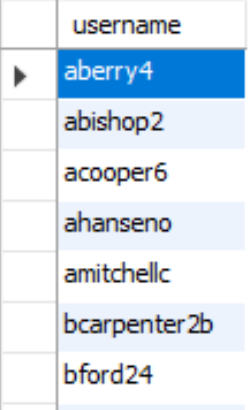 username
aberry4
abishop2
acooper6
ahanseno
amitchellc
bcarpenter2b
bford24